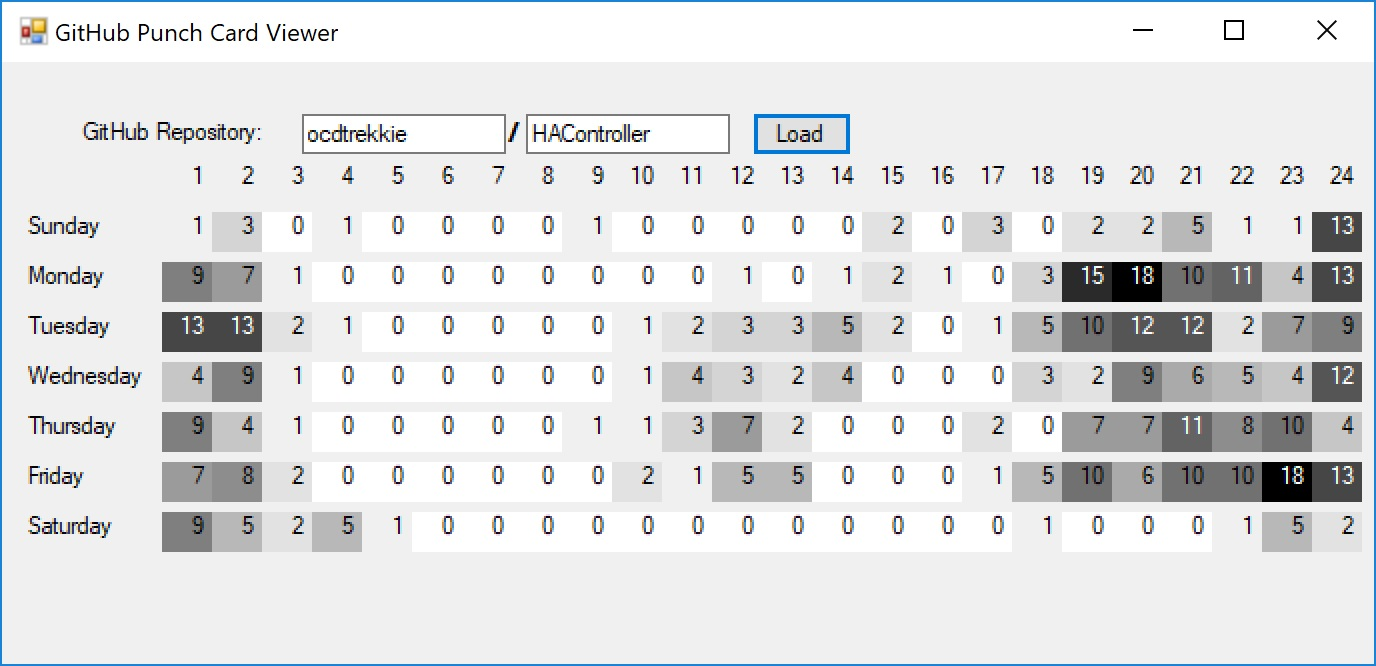 GitHub Punch Card Viewer
GitHub Repository: ocdtrekkie / HAController Load
1 2 3 4 5 6 7 8 9 10 11 12 13 14 15 16 17 18 19 20 21 22 23 24
Sunday 1 3 0 1 0 0 0 0 1 0 0 0 0 0 2 0 3 0 2 2 5 1 1 13
Monday 9 7 1 0 0 0 0 0 0 0 0 1 0 1 2 1 0 3 15 18 10 11 4 13
Tuesday 13 13 2 1 0 0 0 0 0 1 2 3 3 5 2 0 1 5 10 12 12 2 7 9
Wednesday 4 9 1 0 0 0 0 0 0 1 4 3 2 4 0 0 0 3 2 9 6 5 4 12
Thursday 9 4 1 0 0 0 0 0 1 1 3 7 2 0 0 0 2 0 7 7 11 8 10 4
Friday 7 8 2 0 0 0 0 0 0 2 1 5 5 0 0 0 1 5 10 6 10 10 18 13
Saturday 9 5 2 5 1 0 0 0 0 0 0 0 0 0 0 0 0 1 0 0 0 1 5 2